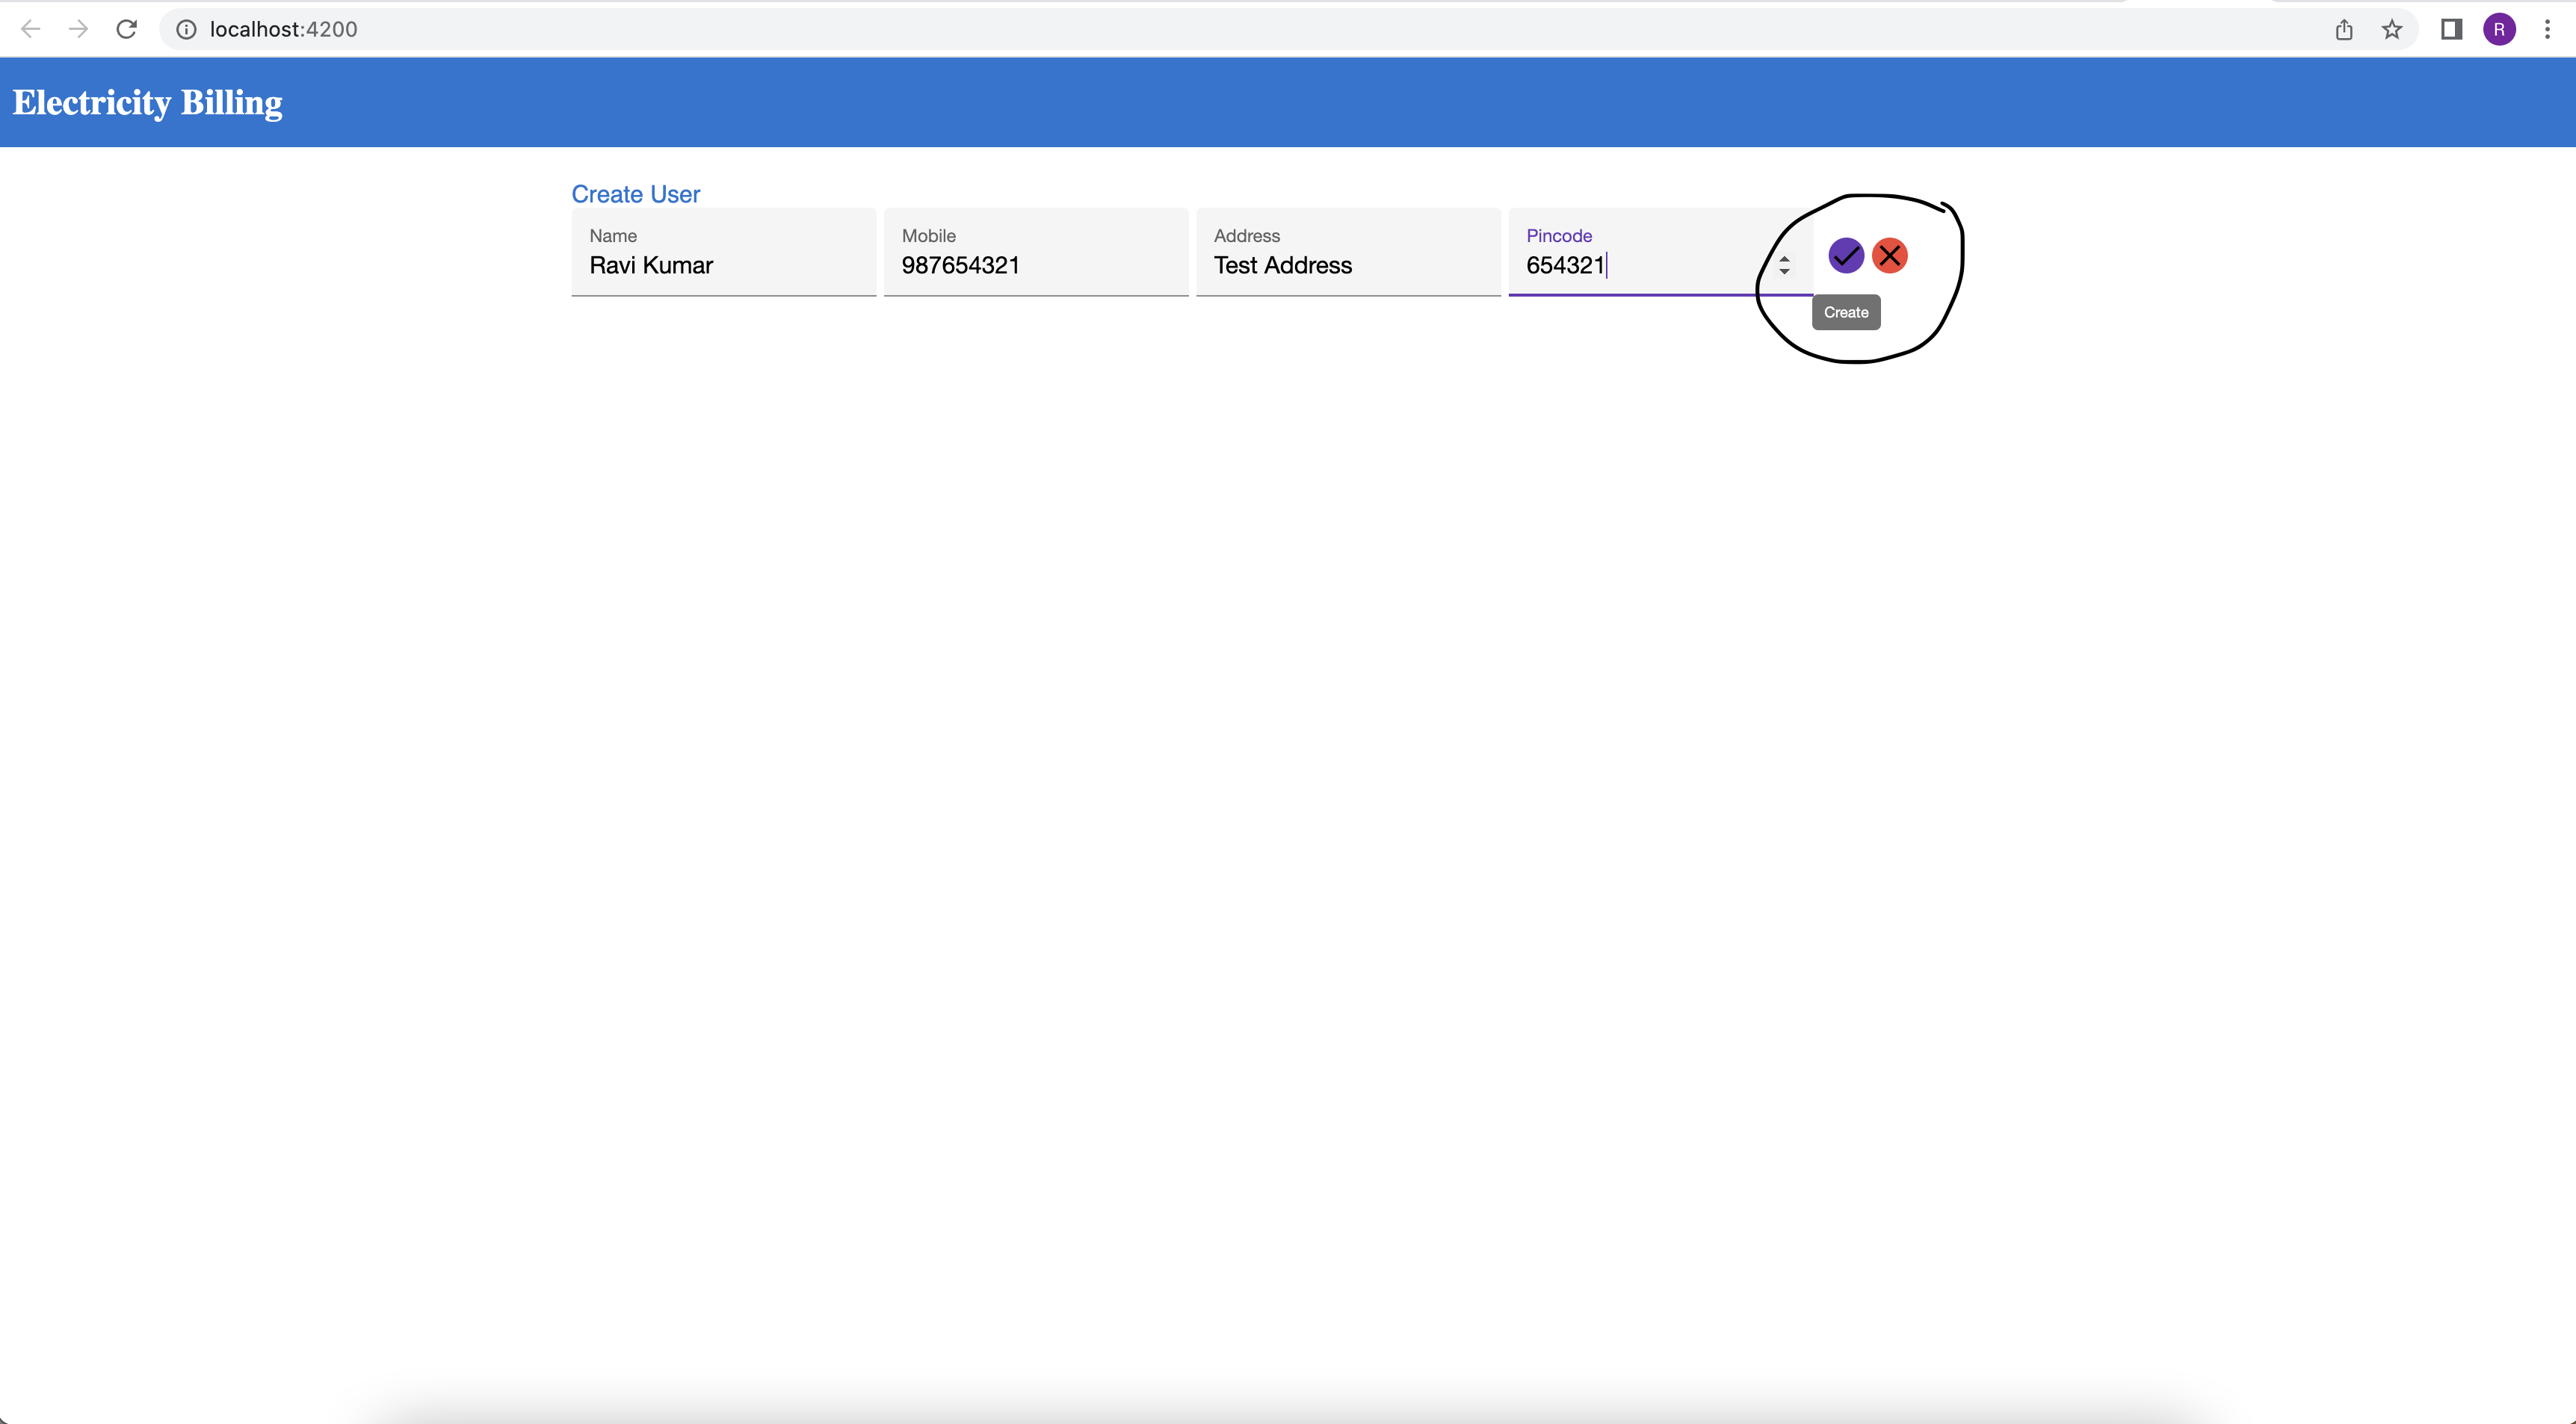 localhost:4200
R
Electricity Billing
Create User
Name Mobile Address Pincode
Ravi Kumar 987654321 Test Address 654321
Create